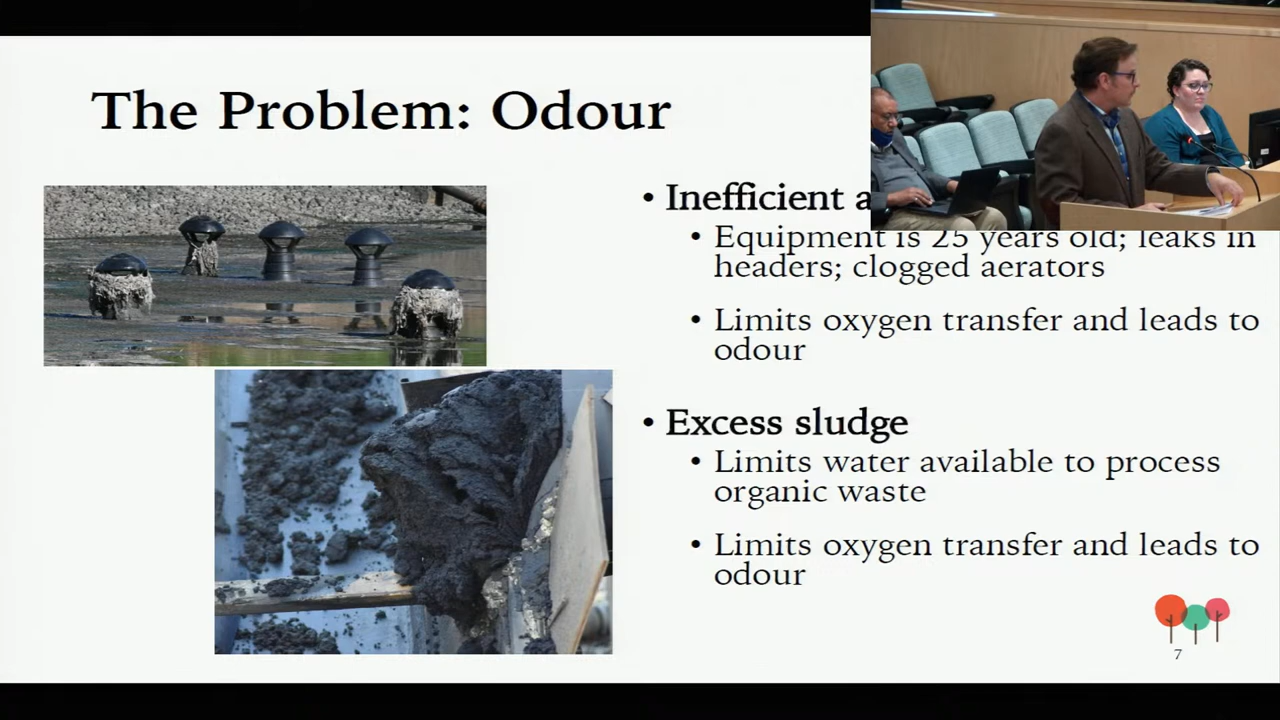 The Problem: Odour
• Inefficient
• Equipment is 25 years old; leaks in
headers; clogged aerators
• Limits oxygen transfer and leads to
odour
• Excess sludge
• Limits water available to process
organic waste
• Limits oxygen transfer and leads to
odour
7